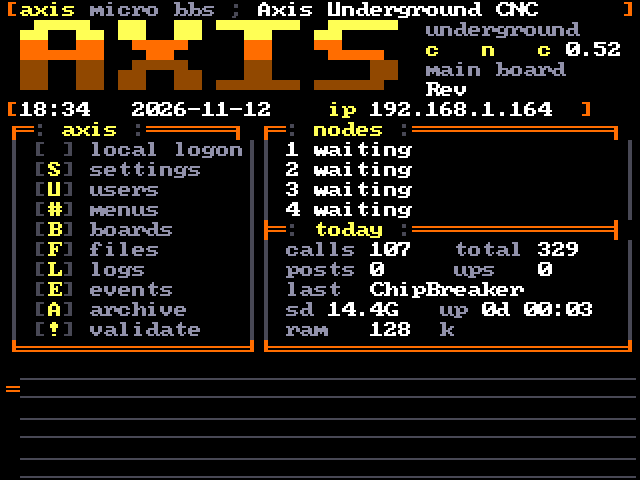 [axis micro bbs ; Axis Underground CNC ]
AXIS
underground
c n c 0.52
main board
Rev
[18:34 2026-11-12 ip 192.168.1.164 ]
: axis :
[ ] local logon
[S] settings
[U] users
[#] menus
[B] boards
[F] files
[L] logs
[E] events
[A] archive
[!] validate
: nodes :
1 waiting
2 waiting
3 waiting
4 waiting
: today :
calls 107 total 329
posts 0 ups 0
last ChipBreaker
sd 14.4G up 0d 00:03
ram 128 k